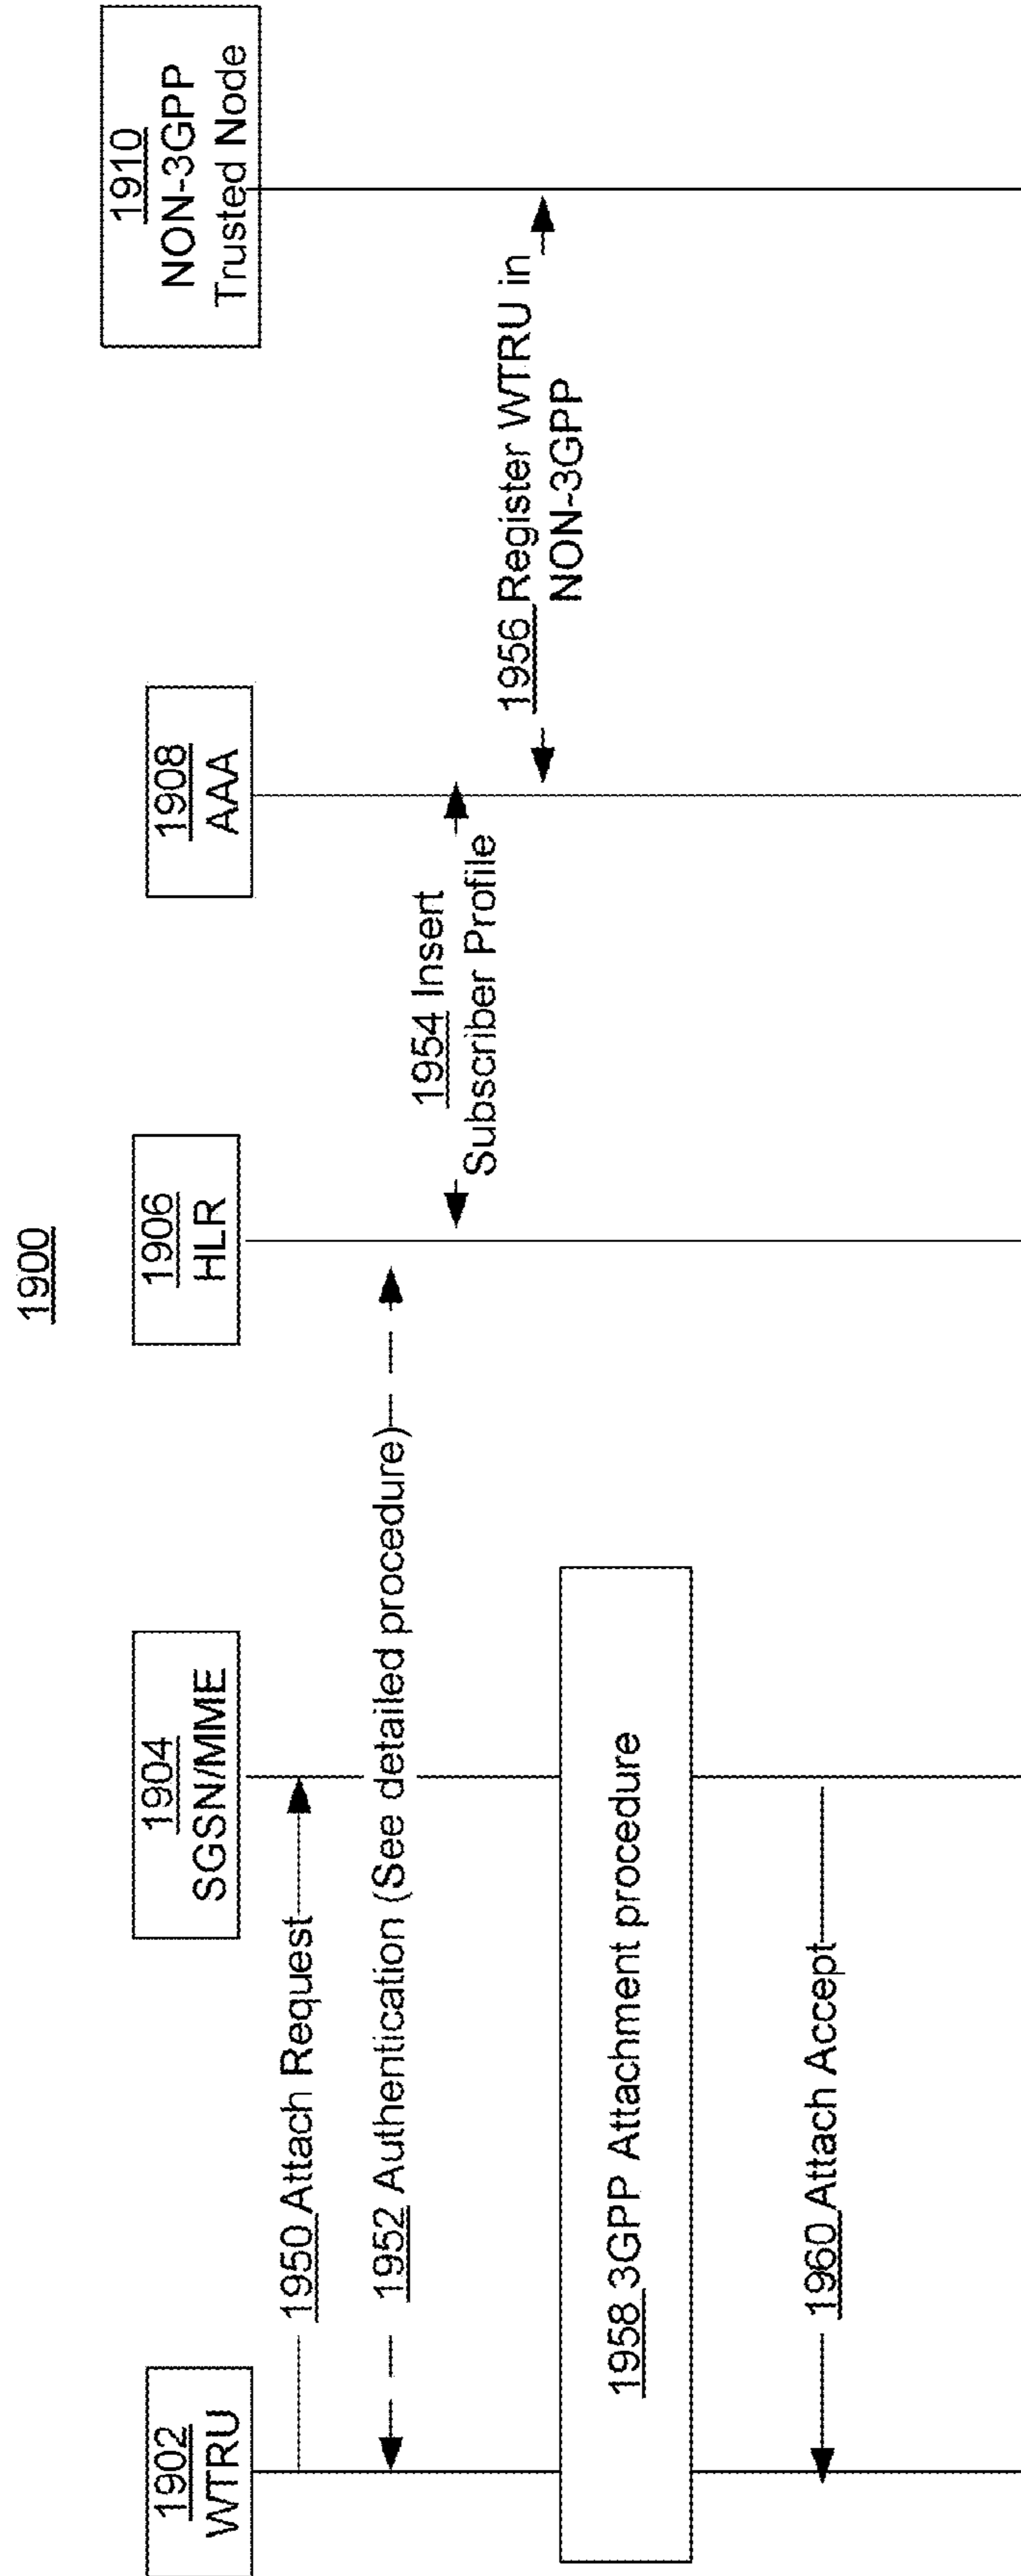 1900
1902
WTRU
1904
SGSN/MME
1906
HLR
1908
AAA
1910
NON-3GPP
Trusted Node
1950 Attach Request
1952 Authentication (See detailed procedure)
1954 Insert
Subscriber Profile
1956 Register WTRU in
NON-3GPP
1958 3GPP Attachment procedure
1960 Attach Accept